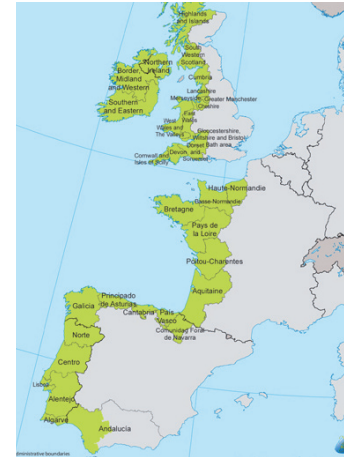 Highlands
and Islands
South
Western
Scotland
Northern
Ireland
Border,
Midland
and Western
Cumbria
Lancashire
Merseyside
Greater Manchester
Cheshire
Southern
and Eastern
East
Wales
West
Wales and
The Valleys
Gloucestershire,
Wiltshire and Bristol-
Bath area
Dorset and
Somerset
Devon
Cornwall and
Isles of Scilly
Haute-Normandie
Basse-Normandie
Bretagne
Pays de
la Loire
Poitou-Charentes
Aquitaine
Principado
de Asturias
Galicia
Cantabria
País
Vasco
Comunidad Foral
de Navarra
Norte
Centro
Lisboa
Alentejo
Algarve
Andalucía
administrative boundaries